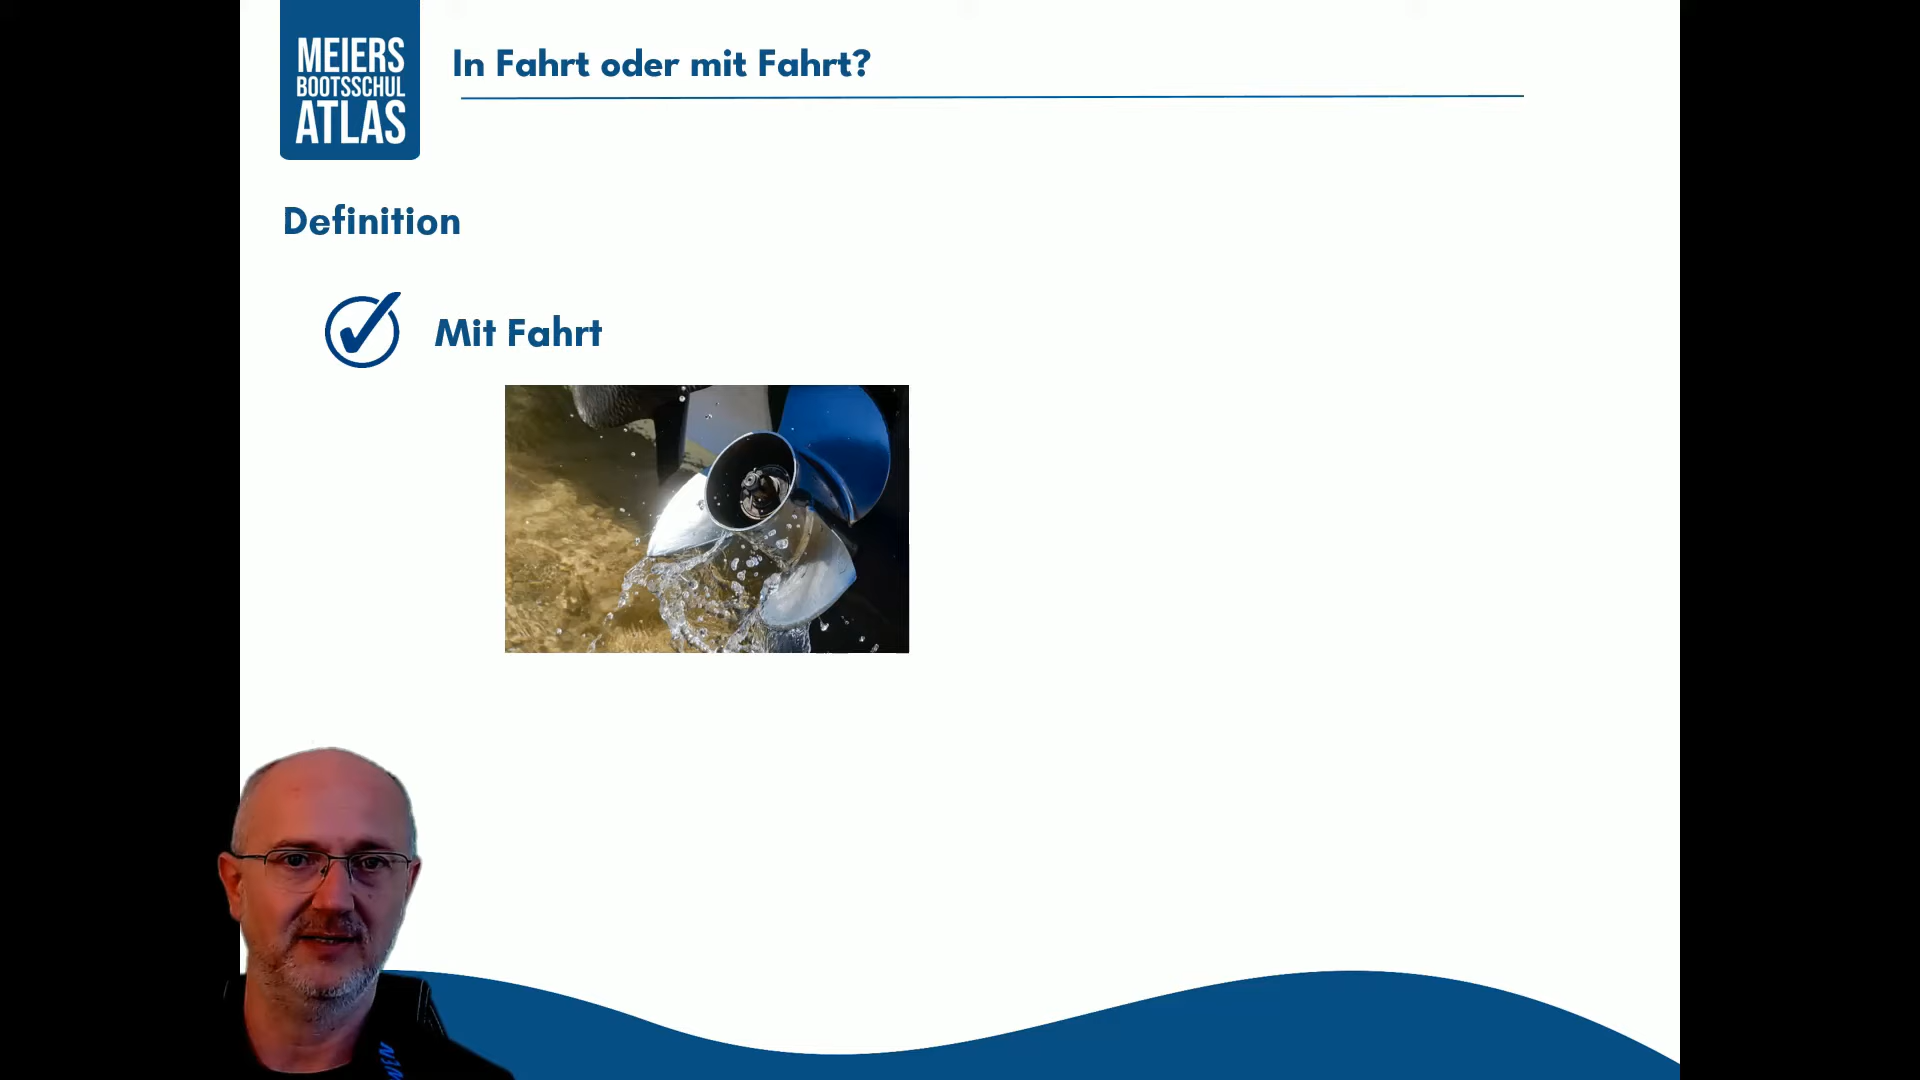 MEIERS
BOOTSSCHUL
ATLAS
In Fahrt oder mit Fahrt?
Definition
Mit Fahrt